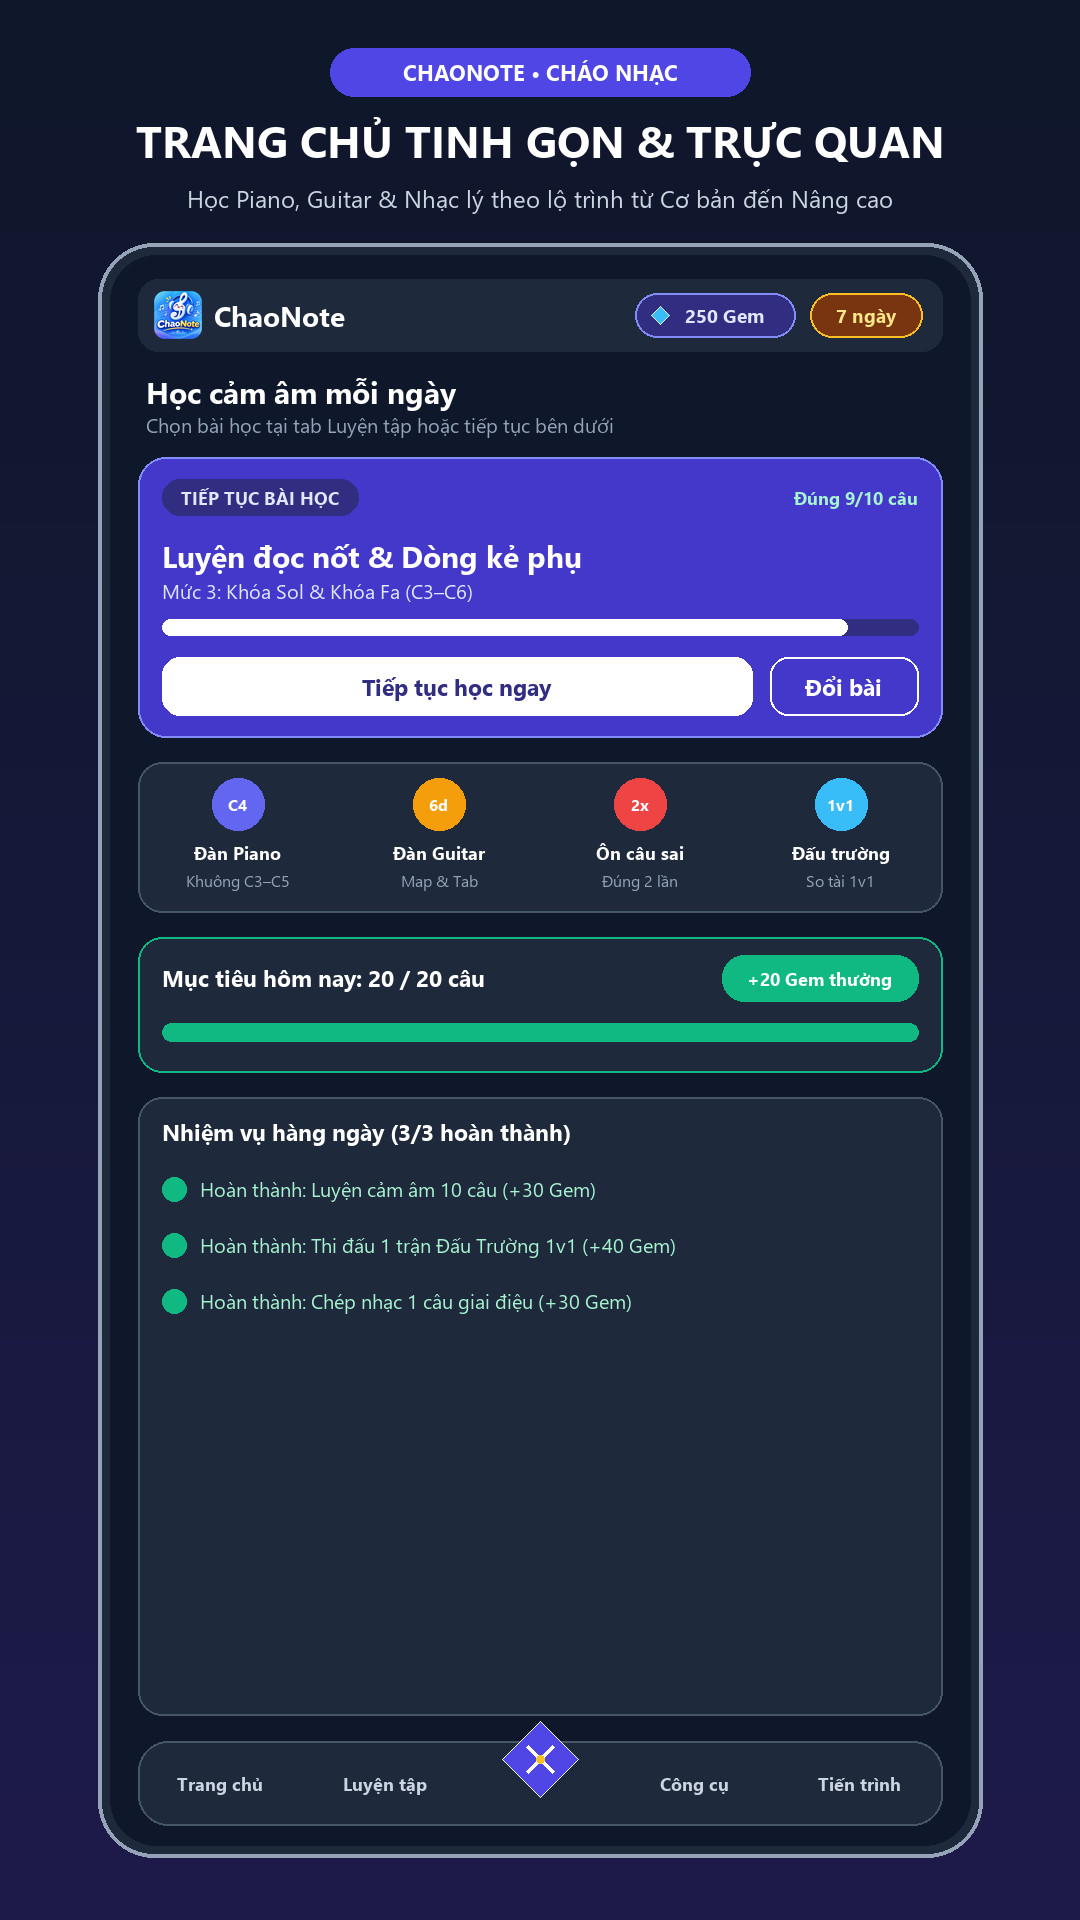 CHAONOTE • CHÁO NHẠC
TRANG CHỦ TINH GỌN & TRỰC QUAN
Học Piano, Guitar & Nhạc lý theo lộ trình từ Cơ bản đến Nâng cao
ChaoNote
ChaoNote
250 Gem
7 ngày
Học cảm âm mỗi ngày
Chọn bài học tại tab Luyện tập hoặc tiếp tục bên dưới
TIẾP TỤC BÀI HỌC
Đúng 9/10 câu
Luyện đọc nốt & Dòng kẻ phụ
Mức 3: Khóa Sol & Khóa Fa (C3–C6)
Tiếp tục học ngay
Đổi bài
C4
6d
2x
1v1
Đàn Piano
Đàn Guitar
Ôn câu sai
Đấu trường
Khuông C3–C5
Map & Tab
Đúng 2 lần
So tài 1v1
Mục tiêu hôm nay: 20 / 20 câu
+20 Gem thưởng
Nhiệm vụ hàng ngày (3/3 hoàn thành)
Hoàn thành: Luyện cảm âm 10 câu (+30 Gem)
Hoàn thành: Thi đấu 1 trận Đấu Trường 1v1 (+40 Gem)
Hoàn thành: Chép nhạc 1 câu giai điệu (+30 Gem)
Trang chủ
Luyện tập
Công cụ
Tiến trình